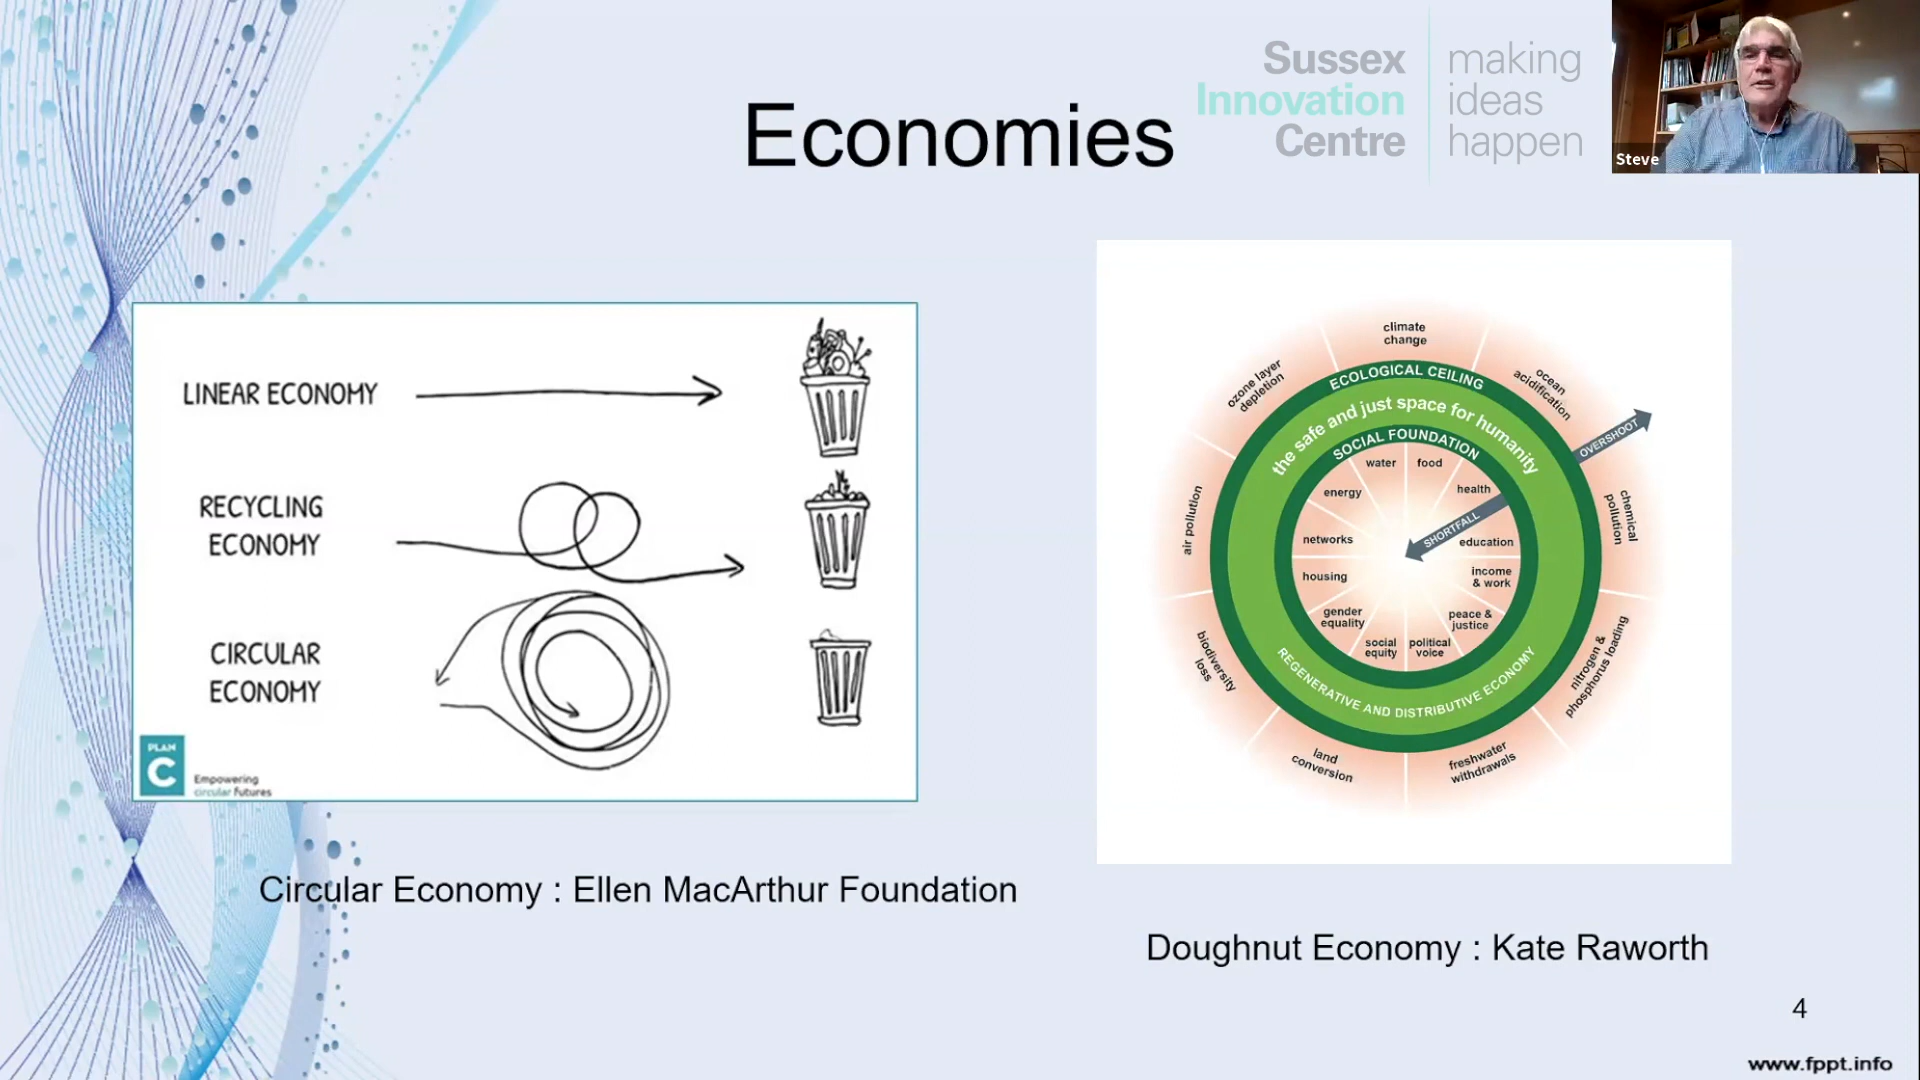 Economies
Sussex
Innovation
Centre
making
ideas
happen
Steve
LINEAR ECONOMY
RECYCLING
ECONOMY
CIRCULAR
ECONOMY
PLAN
C
Empowering
circular futures
Circular Economy : Ellen MacArthur Foundation
climate
change
ocean
acidification
chemical
pollution
nitrogen &
phosphorus loading
freshwater
withdrawals
land
conversion
biodiversity
loss
air pollution
ozone layer
depletion
OVERSHOOT
ECOLOGICAL CEILING
the safe and just space for humanity
SOCIAL FOUNDATION
water
food
health
SHORTFALL
education
income
& work
peace &
justice
political
voice
social
equity
gender
equality
housing
networks
energy
REGENERATIVE AND DISTRIBUTIVE ECONOMY
Doughnut Economy : Kate Raworth
4
www.fppt.info